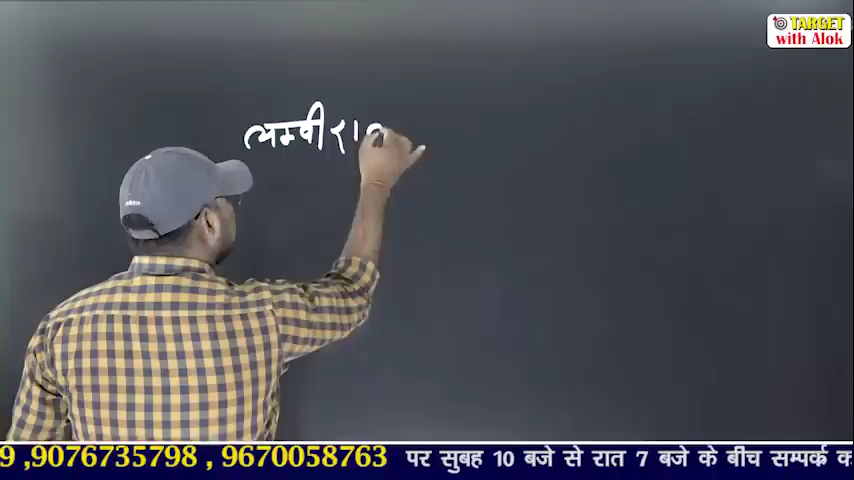 TARGET
with Alok
लम्बी
9 ,9076735798 , 9670058763 पर सुबह 10 बजे से रात 7 बजे के बीच सम्पर्क क